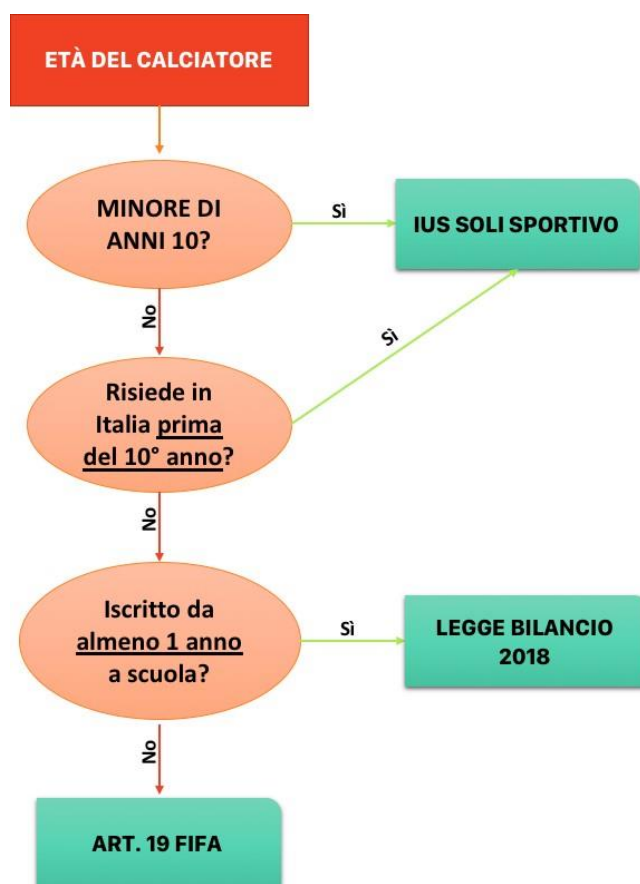 ETÀ DEL CALCIATORE
MINORE DI
ANNI 10?
Sì
IUS SOLI SPORTIVO
No
Sì
Risiede in
Italia prima
del 10° anno?
No
Iscritto da
almeno 1 anno
a scuola?
Sì
LEGGE BILANCIO
2018
No
ART. 19 FIFA